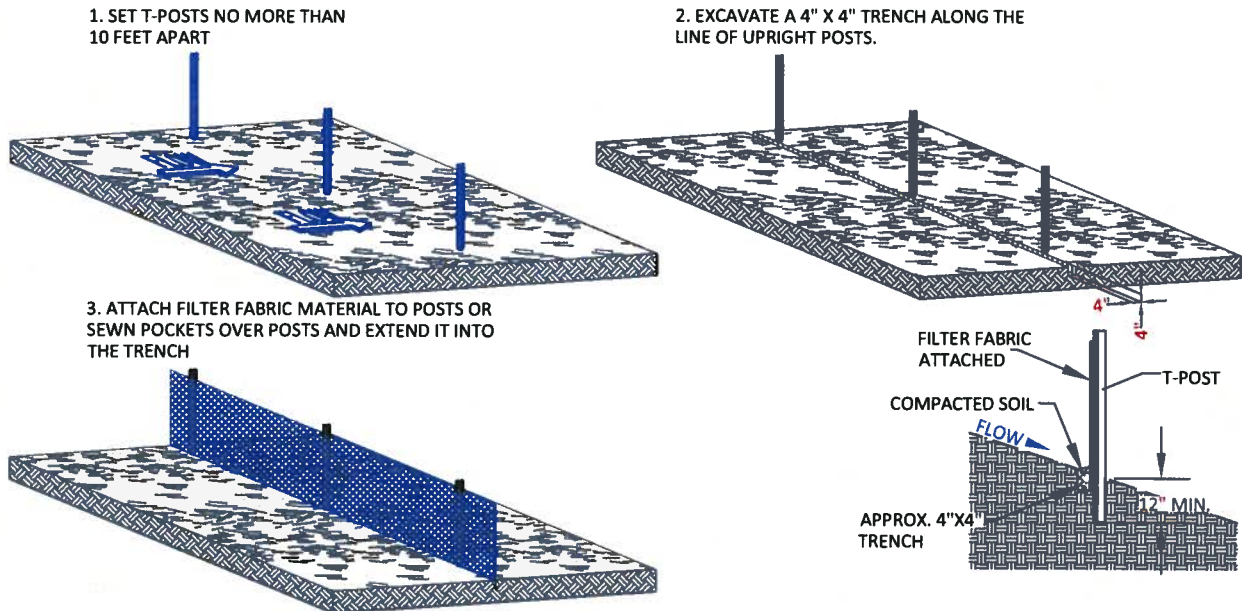 1. SET T-POSTS NO MORE THAN
10 FEET APART
2. EXCAVATE A 4" X 4" TRENCH ALONG THE
LINE OF UPRIGHT POSTS.
4"
4"
3. ATTACH FILTER FABRIC MATERIAL TO POSTS OR
SEWN POCKETS OVER POSTS AND EXTEND IT INTO
THE TRENCH
FILTER FABRIC
ATTACHED
T-POST
COMPACTED SOIL
FLOW
12" MIN.
APPROX. 4"X4"
TRENCH